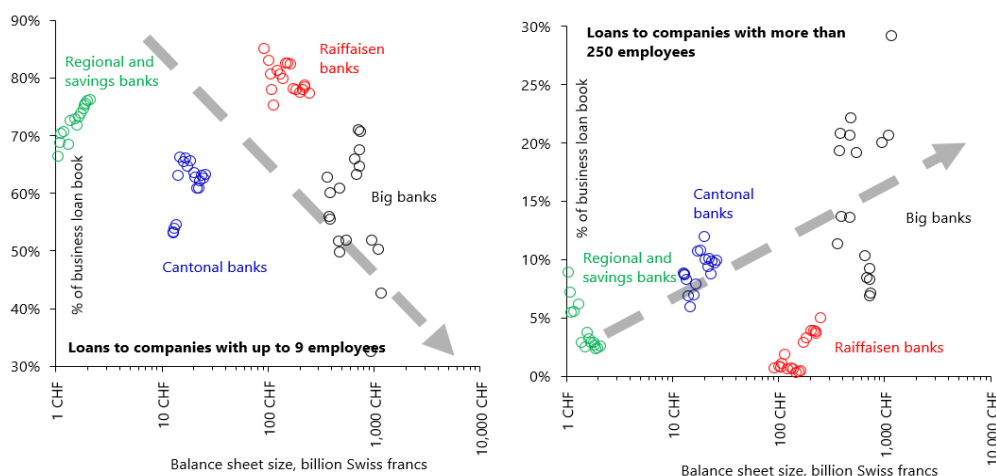 90%
80%
70%
60%
50%
40%
30%
% of business loan book
Regional and
savings banks
Raiffaisen
banks
Big banks
Cantonal banks
Loans to companies with up to 9 employees
1 CHF
10 CHF
100 CHF
1,000 CHF
10,000 CHF
Balance sheet size, billion Swiss francs
30%
25%
20%
15%
10%
5%
0%
Loans to companies with more than
250 employees
% of business loan book
Cantonal
banks
Big banks
Regional and
savings banks
Raiffaisen banks
1 CHF
10 CHF
100 CHF
1,000 CHF
10,000 CHF
Balance sheet size, billion Swiss francs